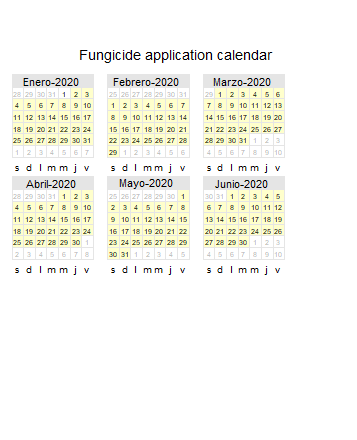 Fungicide application calendar
Enero-2020
28 29 30 31 1 2 3
4 5 6 7 8 9 10
11 12 13 14 15 16 17
18 19 20 21 22 23 24
25 26 27 28 29 30 31
1 2 3 4 5 6 7
s d l m m j v
Febrero-2020
25 26 27 28 29 30 31
1 2 3 4 5 6 7
8 9 10 11 12 13 14
15 16 17 18 19 20 21
22 23 24 25 26 27 28
29 1 2 3 4 5 6
s d l m m j v
Marzo-2020
29 1 2 3 4 5 6
7 8 9 10 11 12 13
14 15 16 17 18 19 20
21 22 23 24 25 26 27
28 29 30 31 1 2 3
4 5 6 7 8 9 10
s d l m m j v
Abril-2020
28 29 30 31 1 2 3
4 5 6 7 8 9 10
11 12 13 14 15 16 17
18 19 20 21 22 23 24
25 26 27 28 29 30 1
2 3 4 5 6 7 8
s d l m m j v
Mayo-2020
25 26 27 28 29 30 1
2 3 4 5 6 7 8
9 10 11 12 13 14 15
16 17 18 19 20 21 22
23 24 25 26 27 28 29
30 31 1 2 3 4 5
s d l m m j v
Junio-2020
30 31 1 2 3 4 5
6 7 8 9 10 11 12
13 14 15 16 17 18 19
20 21 22 23 24 25 26
27 28 29 30 1 2 3
4 5 6 7 8 9 10
s d l m m j v